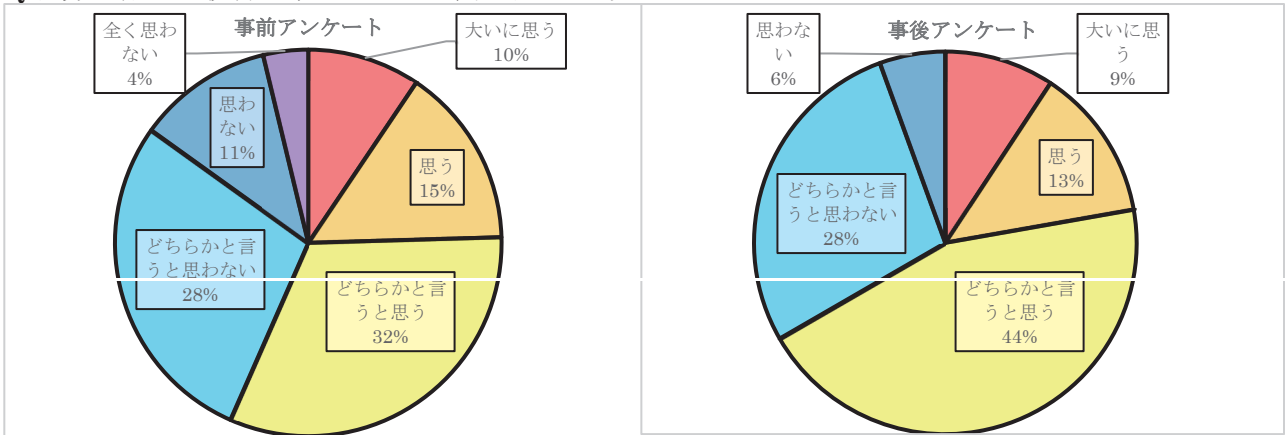 事前アンケート
大いに思う
10%
思う
15%
どちらかと言
うと思う
32%
どちらかと言
うと思わない
28%
思わ
ない
11%
全く思わ
ない
4%
事後アンケート
大いに思
う
9%
思う
13%
どちらかと言
うと思う
44%
どちらかと言
うと思わない
28%
思わな
い
6%